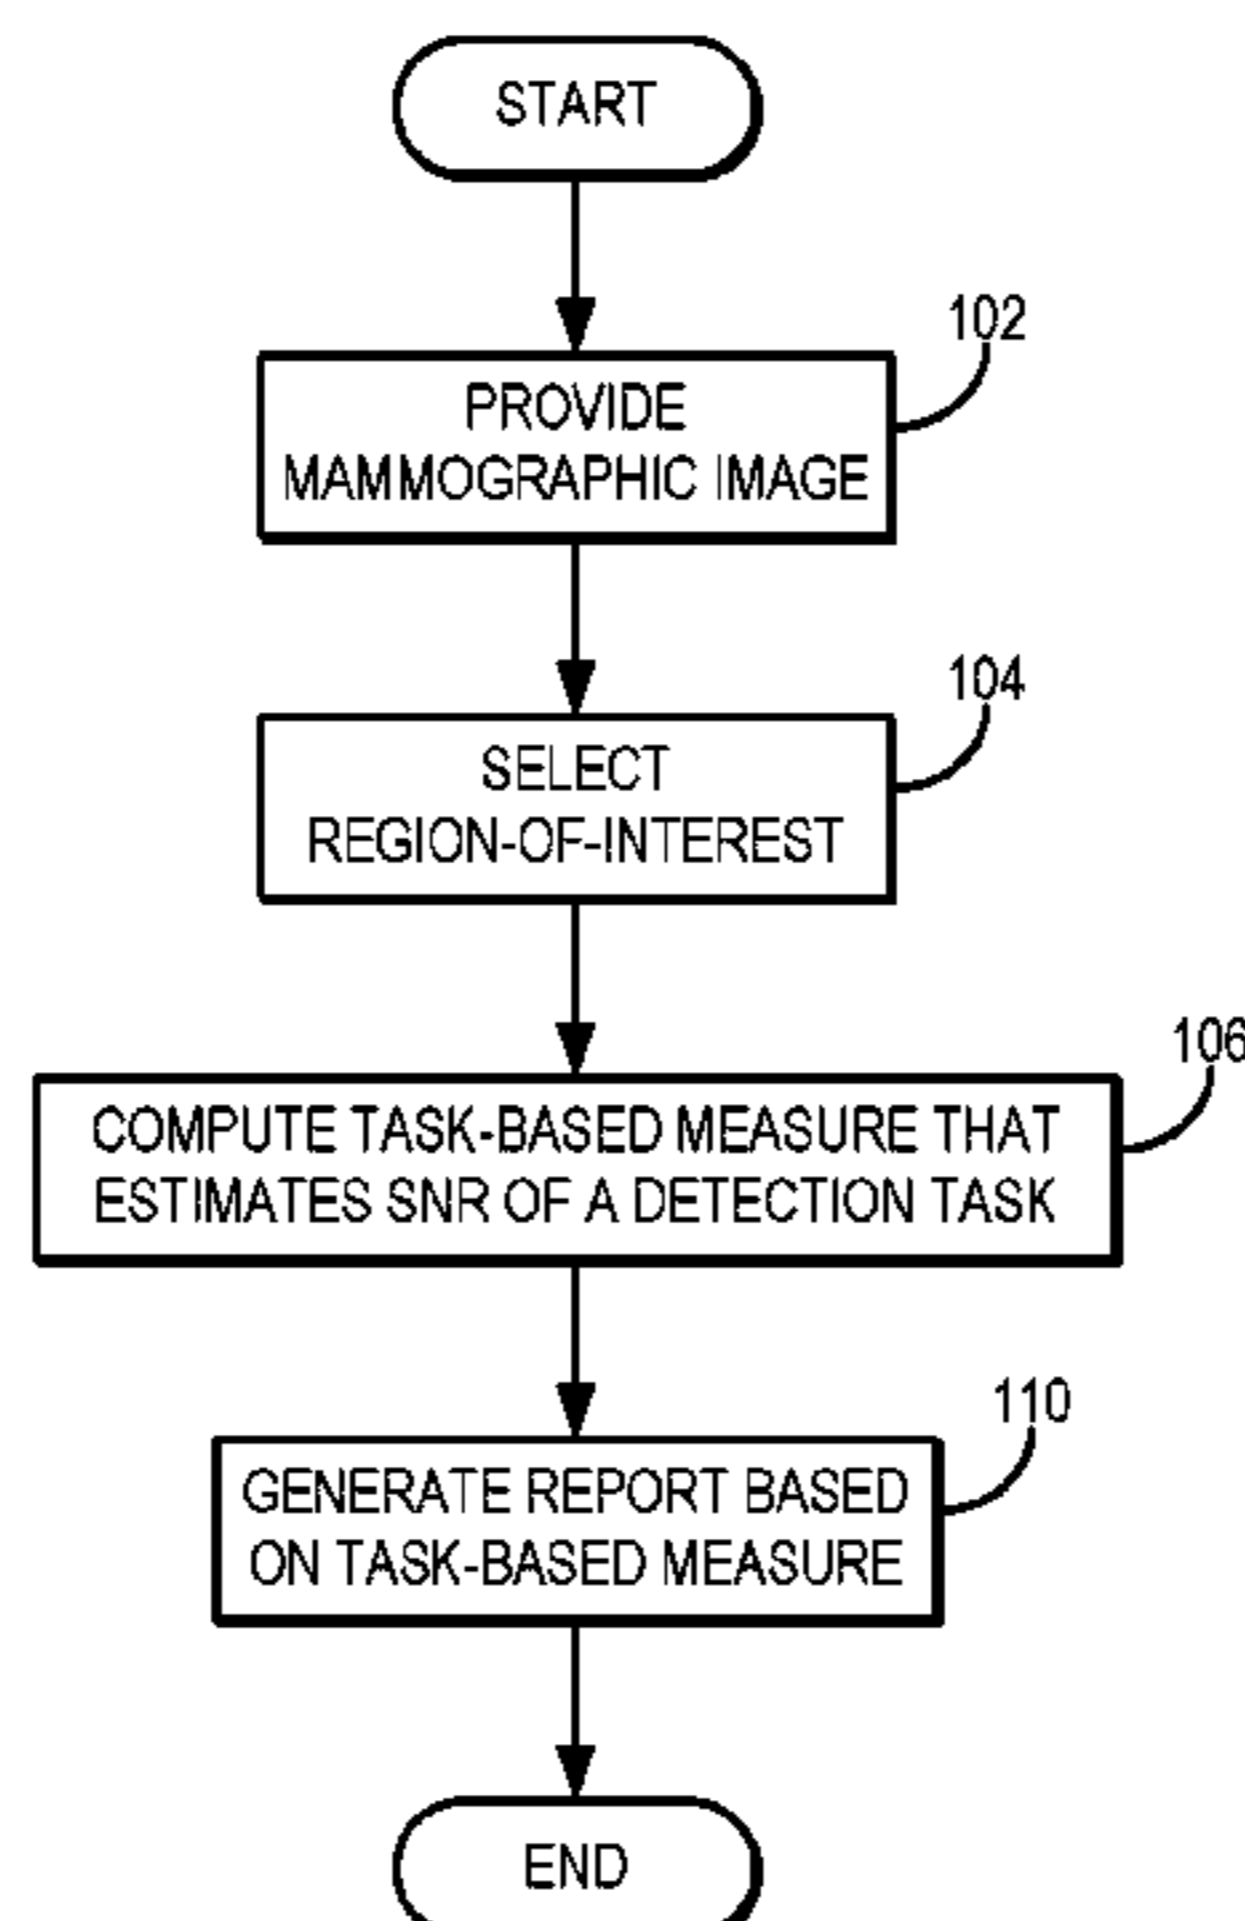 START
102
PROVIDE
MAMMOGRAPHIC IMAGE
104
SELECT
REGION-OF-INTEREST
106
COMPUTE TASK-BASED MEASURE THAT
ESTIMATES SNR OF A DETECTION TASK
110
GENERATE REPORT BASED
ON TASK-BASED MEASURE
END